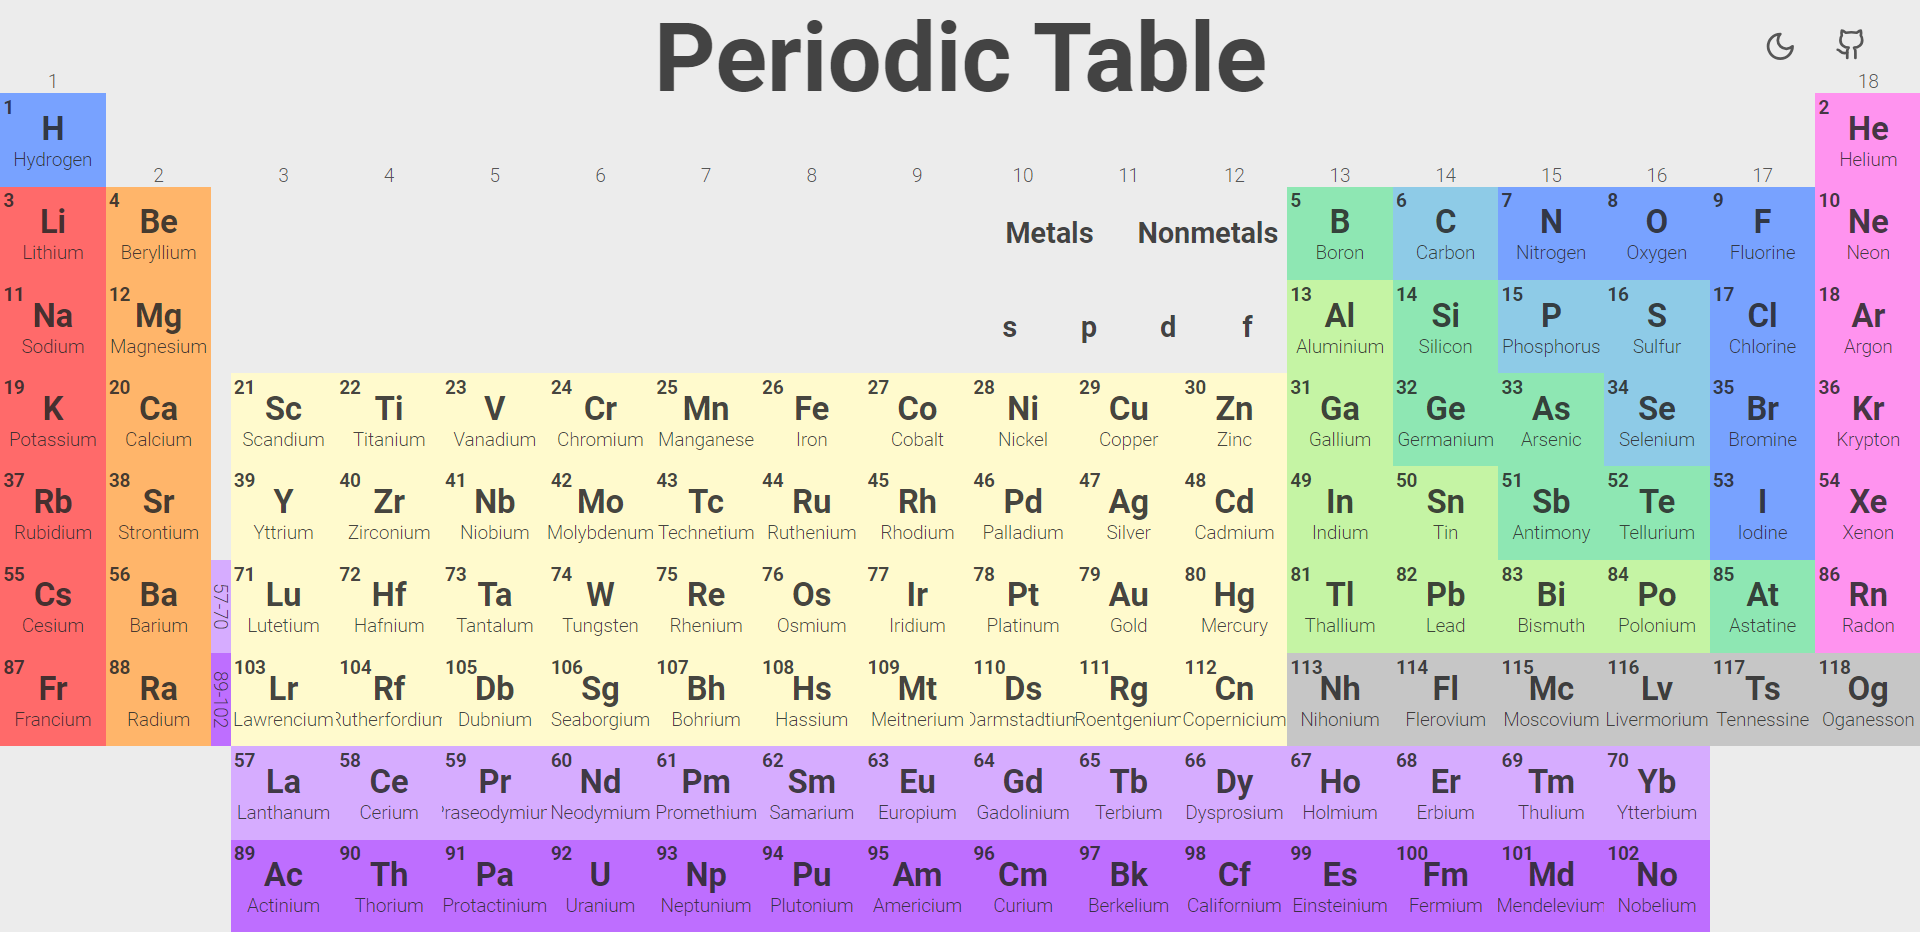 Periodic Table
1 18
1 2
H He
Hydrogen Helium
2 3 4 5 6 7 8 9 10 11 12 13 14 15 16 17
3 4 5 6 7 8 9 10
Li Be Metals Nonmetals B C N O F Ne
Lithium Beryllium Boron Carbon Nitrogen Oxygen Fluorine Neon
11 12 13 14 15 16 17 18
Na Mg s p d f Al Si P S Cl Ar
Sodium Magnesium Aluminium Silicon Phosphorus Sulfur Chlorine Argon
19 20 21 22 23 24 25 26 27 28 29 30 31 32 33 34 35 36
K Ca Sc Ti V Cr Mn Fe Co Ni Cu Zn Ga Ge As Se Br Kr
Potassium Calcium Scandium Titanium Vanadium Chromium Manganese Iron Cobalt Nickel Copper Zinc Gallium Germanium Arsenic Selenium Bromine Krypton
37 38 39 40 41 42 43 44 45 46 47 48 49 50 51 52 53 54
Rb Sr Y Zr Nb Mo Tc Ru Rh Pd Ag Cd In Sn Sb Te I Xe
Rubidium Strontium Yttrium Zirconium Niobium Molybdenum Technetium Ruthenium Rhodium Palladium Silver Cadmium Indium Tin Antimony Tellurium Iodine Xenon
55 56 57-70 71 72 73 74 75 76 77 78 79 80 81 82 83 84 85 86
Cs Ba Lu Hf Ta W Re Os Ir Pt Au Hg Tl Pb Bi Po At Rn
Cesium Barium Lutetium Hafnium Tantalum Tungsten Rhenium Osmium Iridium Platinum Gold Mercury Thallium Lead Bismuth Polonium Astatine Radon
87 88 89-102 103 104 105 106 107 108 109 110 111 112 113 114 115 116 117 118
Fr Ra Lr Rf Db Sg Bh Hs Mt Ds Rg Cn Nh Fl Mc Lv Ts Og
Francium Radium Lawrencium Rutherfordium Dubnium Seaborgium Bohrium Hassium Meitnerium Darmstadtium Roentgenium Copernicium Nihonium Flerovium Moscovium Livermorium Tennessine Oganesson
57 58 59 60 61 62 63 64 65 66 67 68 69 70
La Ce Pr Nd Pm Sm Eu Gd Tb Dy Ho Er Tm Yb
Lanthanum Cerium Praseodymium Neodymium Promethium Samarium Europium Gadolinium Terbium Dysprosium Holmium Erbium Thulium Ytterbium
89 90 91 92 93 94 95 96 97 98 99 100 101 102
Ac Th Pa U Np Pu Am Cm Bk Cf Es Fm Md No
Actinium Thorium Protactinium Uranium Neptunium Plutonium Americium Curium Berkelium Californium Einsteinium Fermium Mendelevium Nobelium